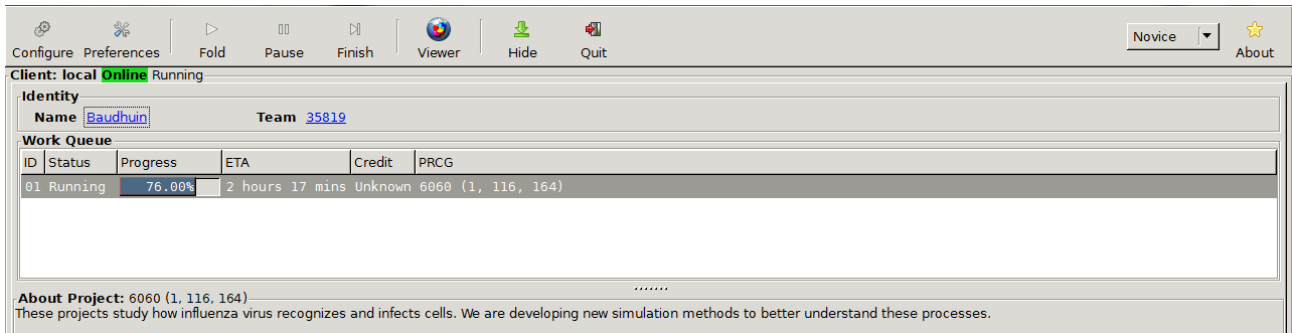 Configure Preferences Fold Pause Finish Viewer Hide Quit Novice About
Client: local Online Running
Identity
Name Baudhuin Team 35819
Work Queue
ID Status Progress ETA Credit PRCG
01 Running 76.00% 2 hours 17 mins Unknown 6060 (1, 116, 164)
About Project: 6060 (1, 116, 164)
These projects study how influenza virus recognizes and infects cells. We are developing new simulation methods to better understand these processes.